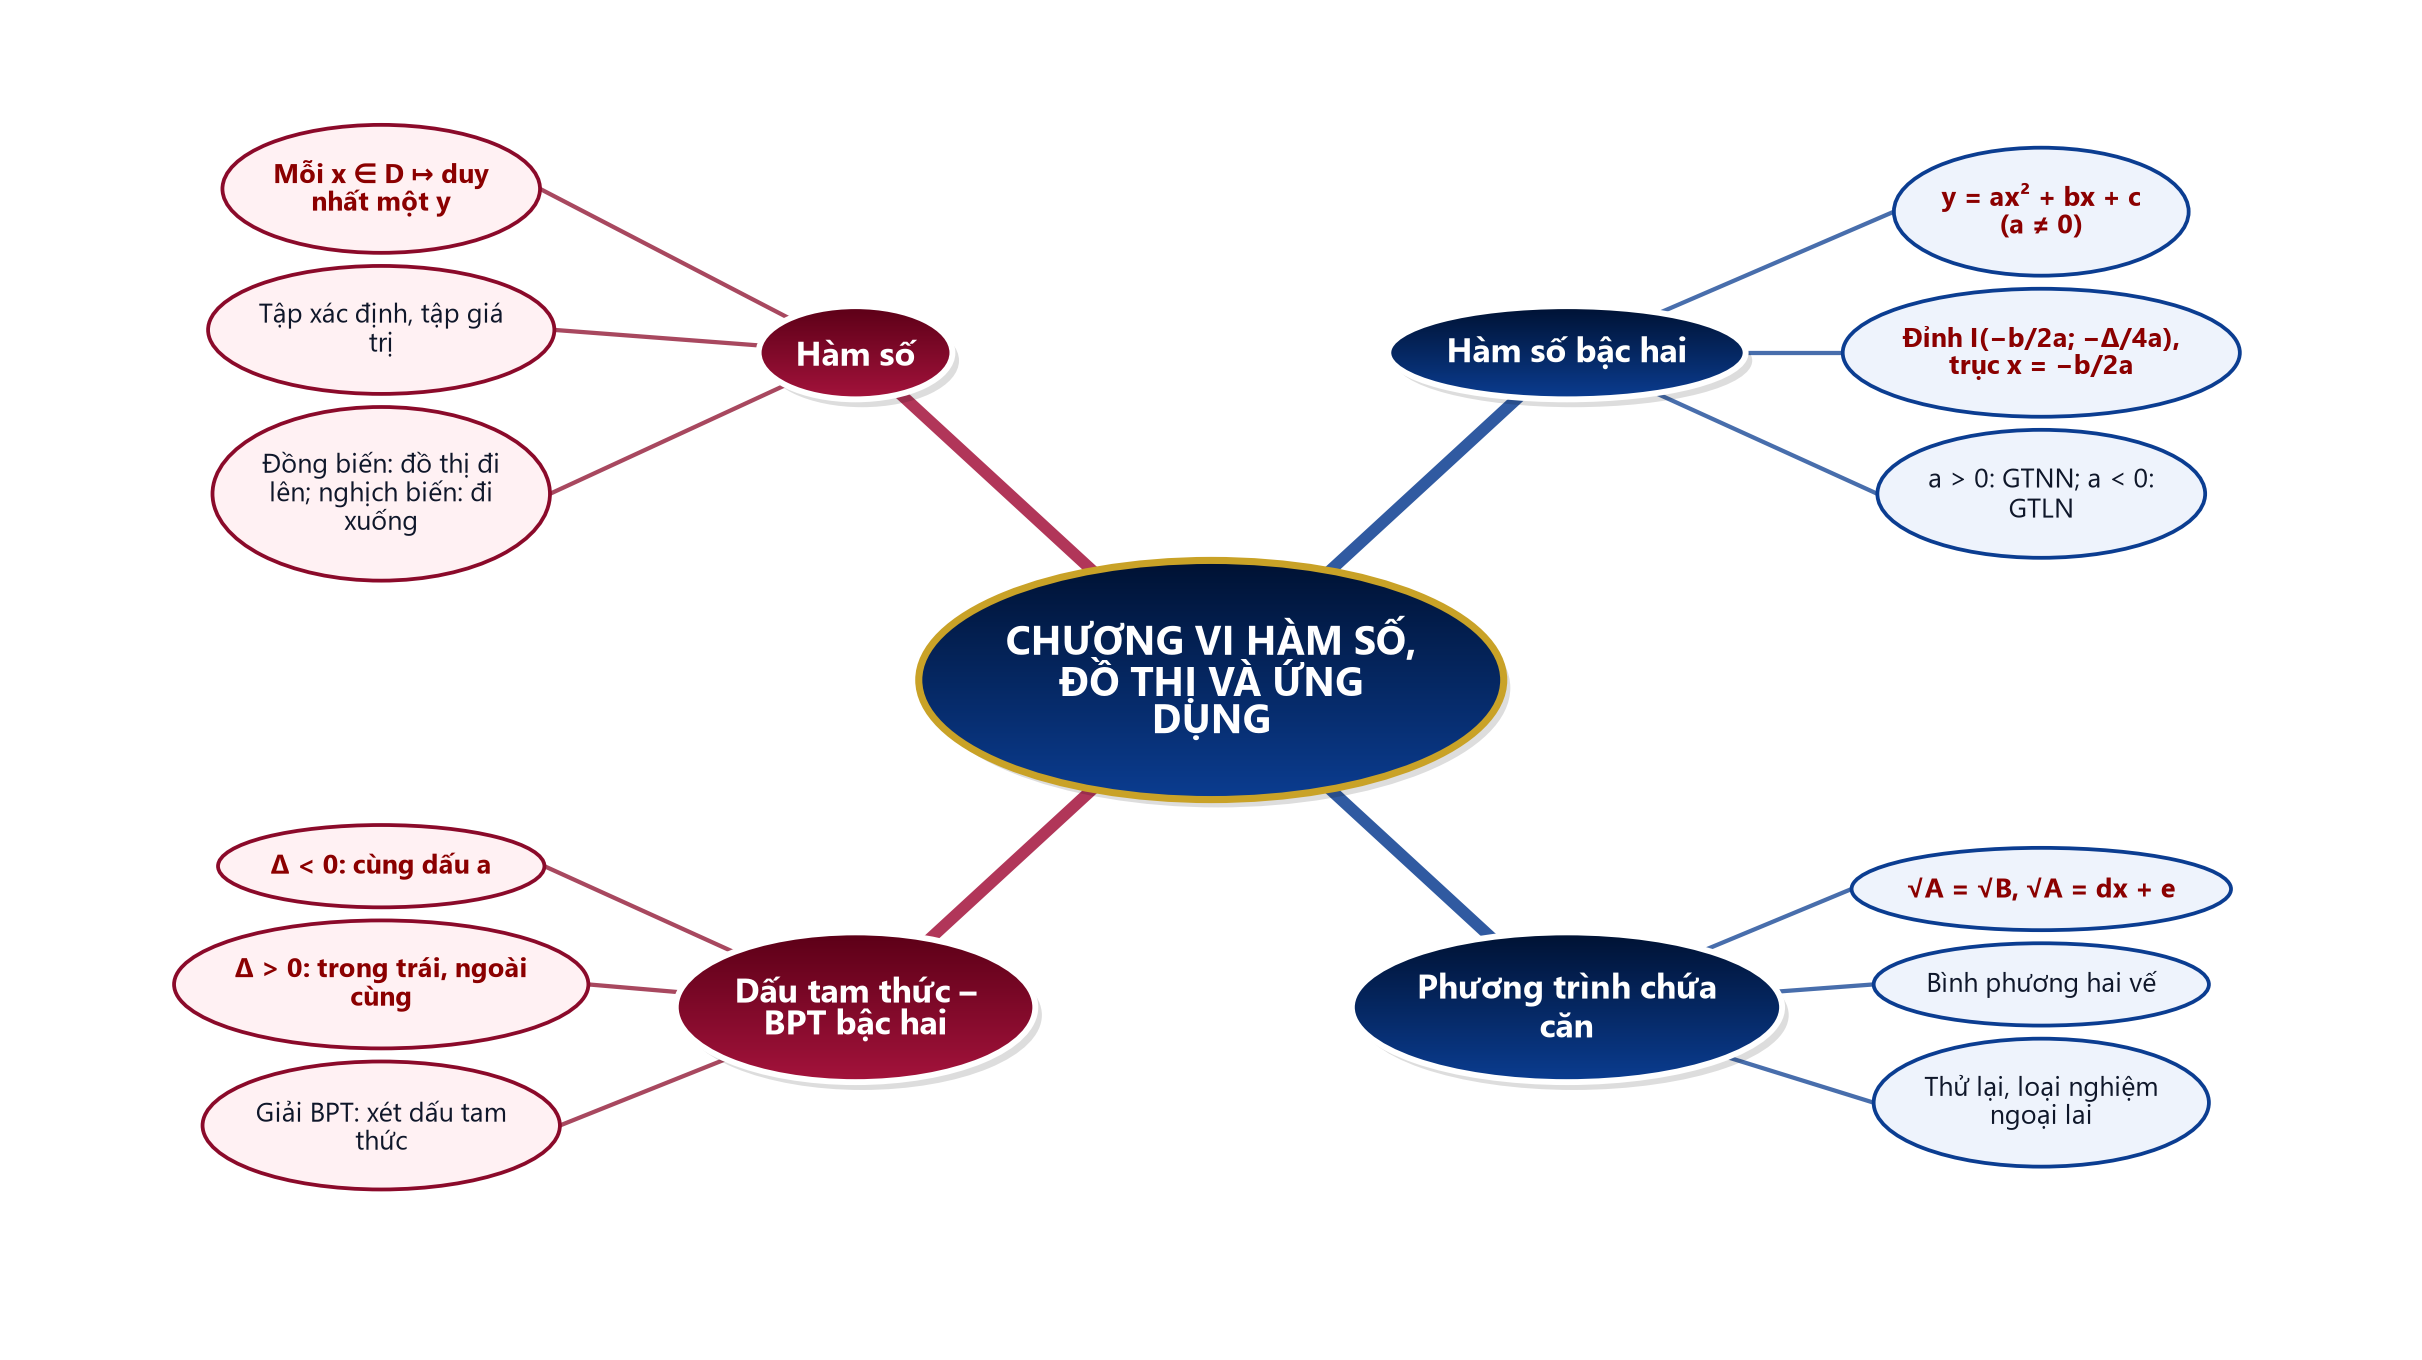 Mỗi x ∈ D ↦ duy
nhất một y
Tập xác định, tập giá
trị
Đồng biến: đồ thị đi
lên; nghịch biến: đi
xuống
Hàm số
Hàm số bậc hai
y = ax² + bx + c
(a ≠ 0)
Đỉnh I(−b/2a; −Δ/4a),
trục x = −b/2a
a > 0: GTNN; a < 0:
GTLN
CHƯƠNG VI HÀM SỐ,
ĐỒ THỊ VÀ ỨNG
DỤNG
Δ < 0: cùng dấu a
Δ > 0: trong trái, ngoài
cùng
Giải BPT: xét dấu tam
thức
Dấu tam thức –
BPT bậc hai
Phương trình chứa
căn
√A = √B, √A = dx + e
Bình phương hai vế
Thử lại, loại nghiệm
ngoại lai